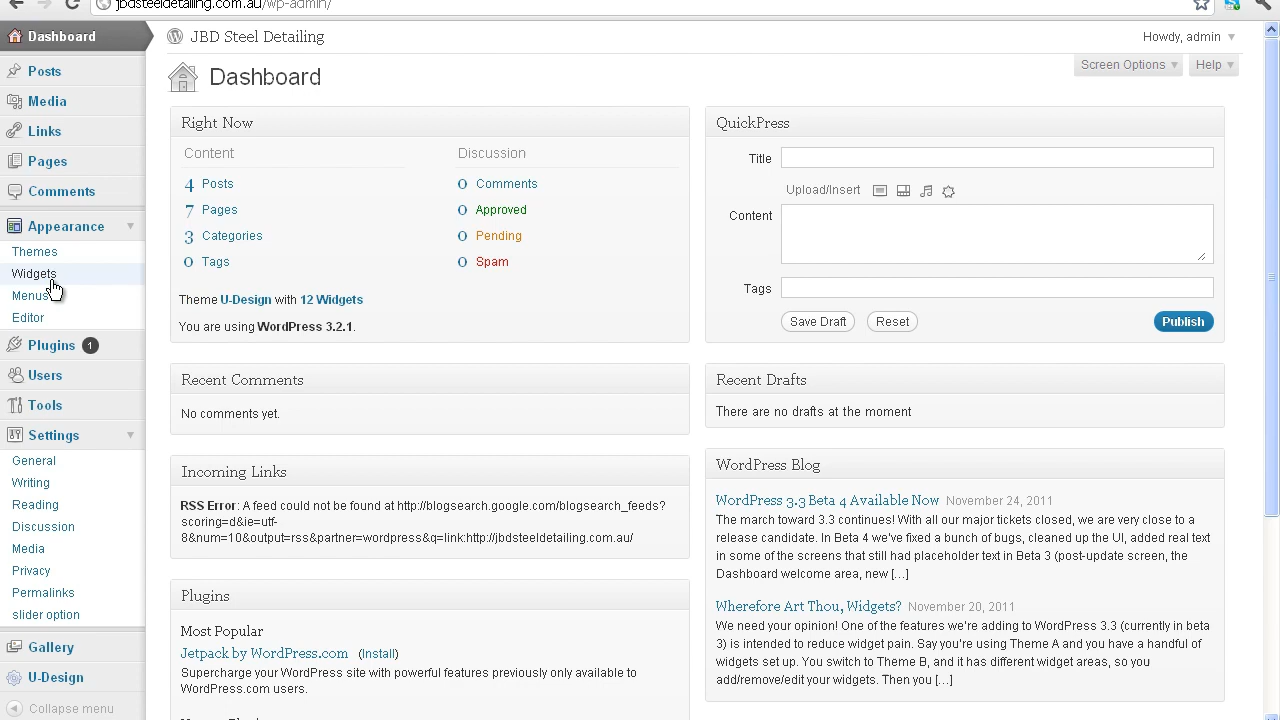 jbdsteeldetailing.com.au/wp-admin/
Dashboard
Posts
Media
Links
Pages
Comments
Appearance
Themes
Widgets
Menus
Editor
Plugins 1
Users
Tools
Settings
General
Writing
Reading
Discussion
Media
Privacy
Permalinks
slider option
Gallery
U-Design
Collapse menu
JBD Steel Detailing
Howdy, admin
Screen Options
Help
Dashboard
Right Now
Content
4 Posts
7 Pages
3 Categories
0 Tags
Discussion
0 Comments
0 Approved
0 Pending
0 Spam
Theme U-Design with 12 Widgets
You are using WordPress 3.2.1.
Recent Comments
No comments yet.
Incoming Links
RSS Error: A feed could not be found at http://blogsearch.google.com/blogsearch_feeds?
scoring=d&ie=utf-
8&num=10&output=rss&partner=wordpress&q=link:http://jbdsteeldetailing.com.au/
Plugins
Most Popular
Jetpack by WordPress.com (Install)
Supercharge your WordPress site with powerful features previously only available to
WordPress.com users.
QuickPress
Title
Upload/Insert
Content
Tags
Save Draft
Reset
Publish
Recent Drafts
There are no drafts at the moment
WordPress Blog
WordPress 3.3 Beta 4 Available Now November 24, 2011
The march toward 3.3 continues! With all our major tickets closed, we are very close to a
release candidate. In Beta 4 we've fixed a bunch of bugs, cleaned up the UI, added real text
in some of the screens that still had placeholder text in Beta 3 (post-update screen, the
Dashboard welcome area, new [...]
Wherefore Art Thou, Widgets? November 20, 2011
We need your opinion! One of the features we're adding to WordPress 3.3 (currently in beta
3) is intended to reduce widget pain. Say you're using Theme A and you have a handful of
widgets set up. You switch to Theme B, and it has different widget areas, so you
add/remove/edit your widgets. Then you [...]